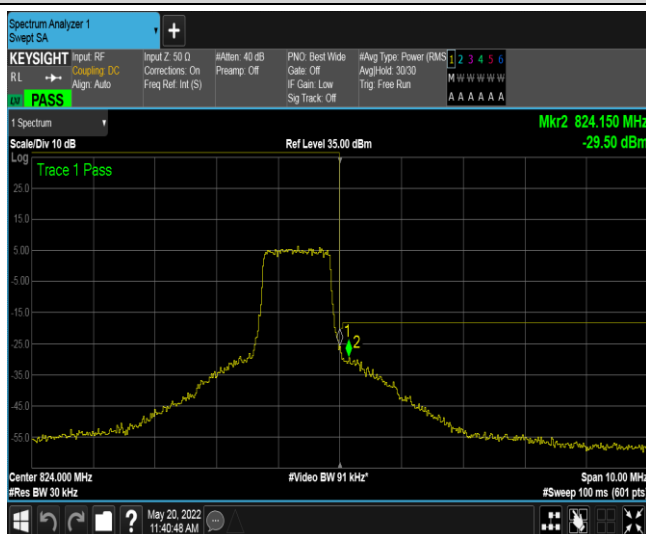 Spectrum Analyzer 1
Swept SA
KEYSIGHT
RL
Input: RF
Coupling: DC
Align: Auto
Input Z: 50 Ω
Corrections: On
Freq Ref: Int (S)
#Atten: 40 dB
Preamp: Off
PNO: Best Wide
Gate: Off
IF Gain: Low
Sig Track: Off
#Avg Type: Power (RMS
Avg|Hold: 30/30
Trig: Free Run
1 2 3 4 5 6
M W W W W W
A A A A A A
PASS
1 Spectrum
Mkr2 824.150 MHz
-29.50 dBm
Scale/Div 10 dB
Ref Level 35.00 dBm
Log
Trace 1 Pass
25.0
15.0
5.00
-5.00
-15.0
-25.0
-35.0
-45.0
-55.0
1
2
Center 824.000 MHz
#Video BW 91 kHz*
Span 10.00 MHz
#Res BW 30 kHz
#Sweep 100 ms (601 pts)
May 20, 2022
11:40:48 AM